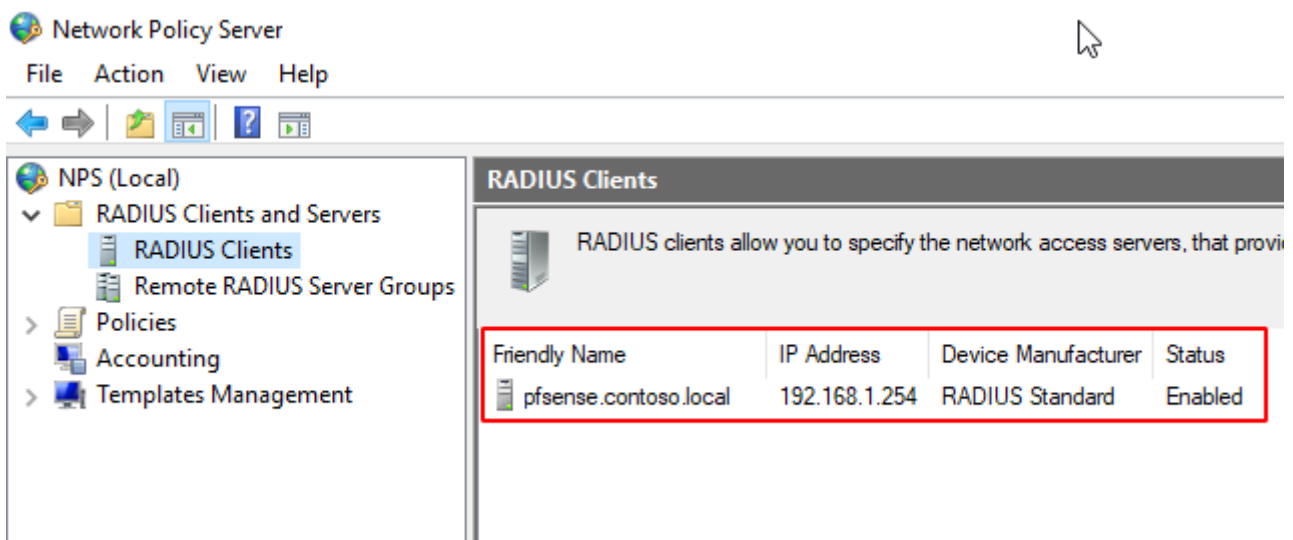 Network Policy Server
File Action View Help
NPS (Local)
RADIUS Clients and Servers
RADIUS Clients
Remote RADIUS Server Groups
Policies
Accounting
Templates Management
RADIUS Clients
RADIUS clients allow you to specify the network access servers, that provi
Friendly Name IP Address Device Manufacturer Status
pfsense.contoso.local 192.168.1.254 RADIUS Standard Enabled